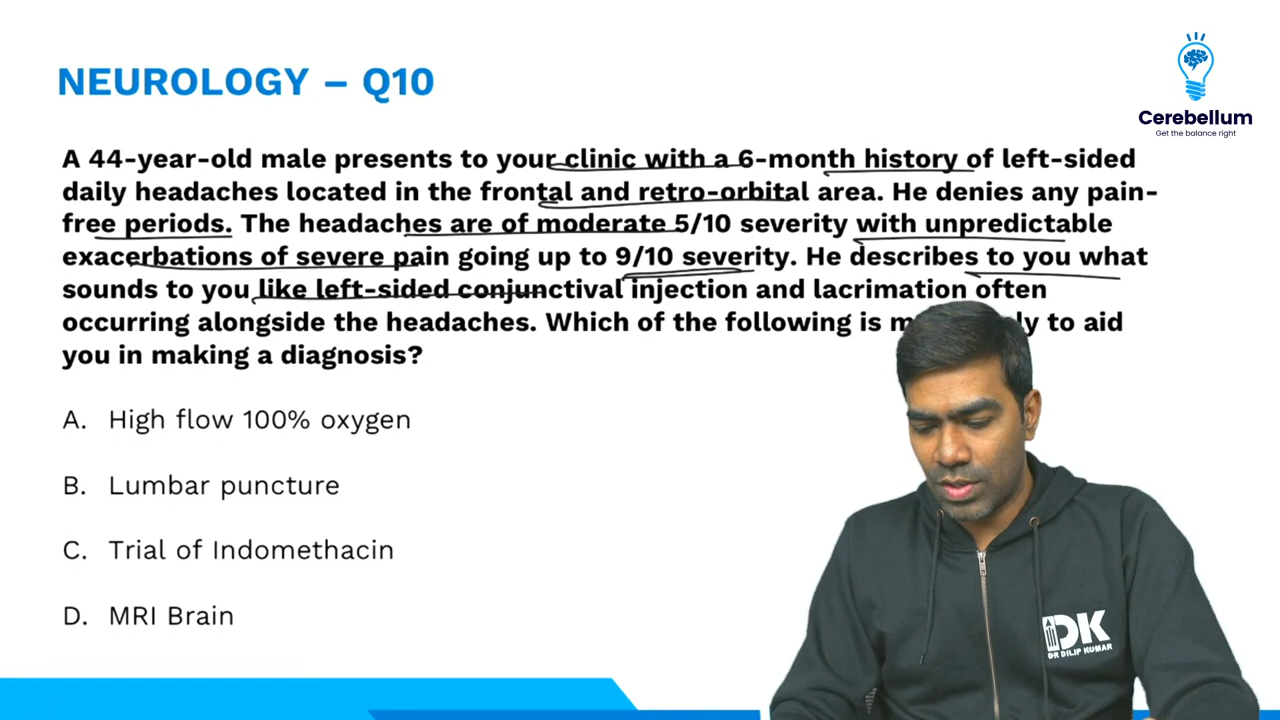 NEUROLOGY – Q10
Cerebellum
Get the balance right
A 44-year-old male presents to your clinic with a 6-month history of left-sided
daily headaches located in the frontal and retro-orbital area. He denies any pain-
free periods. The headaches are of moderate 5/10 severity with unpredictable
exacerbations of severe pain going up to 9/10 severity. He describes to you what
sounds to you like left-sided conjunctival injection and lacrimation often
occurring alongside the headaches. Which of the following is to aid
you in making a diagnosis?
A. High flow 100% oxygen
B. Lumbar puncture
C. Trial of Indomethacin
D. MRI Brain
DK
DR DILIP KUMAR